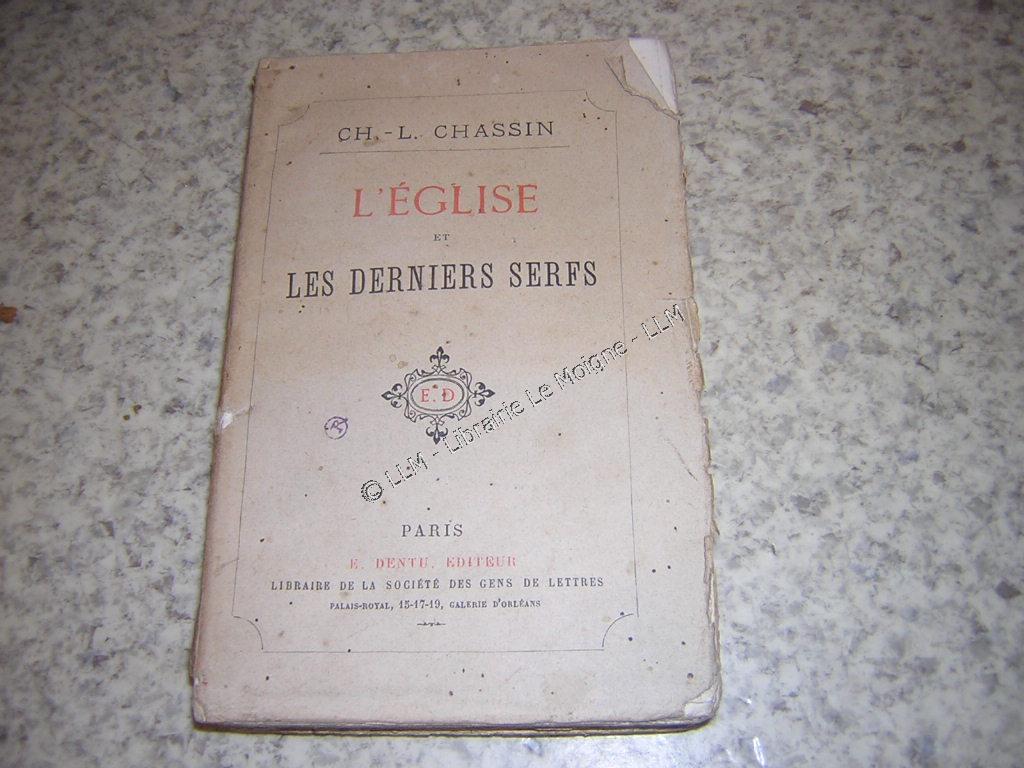 CH.-L. CHASSIN
L'ÉGLISE
ET
LES DERNIERS SERFS
E. D
© LLM - Librairie Le Moigne - LLM
PARIS
E. DENTU, EDITEUR
LIBRAIRE DE LA SOCIÉTÉ DES GENS DE LETTRES
PALAIS-ROYAL, 15-17-19, GALERIE D'ORLÉANS